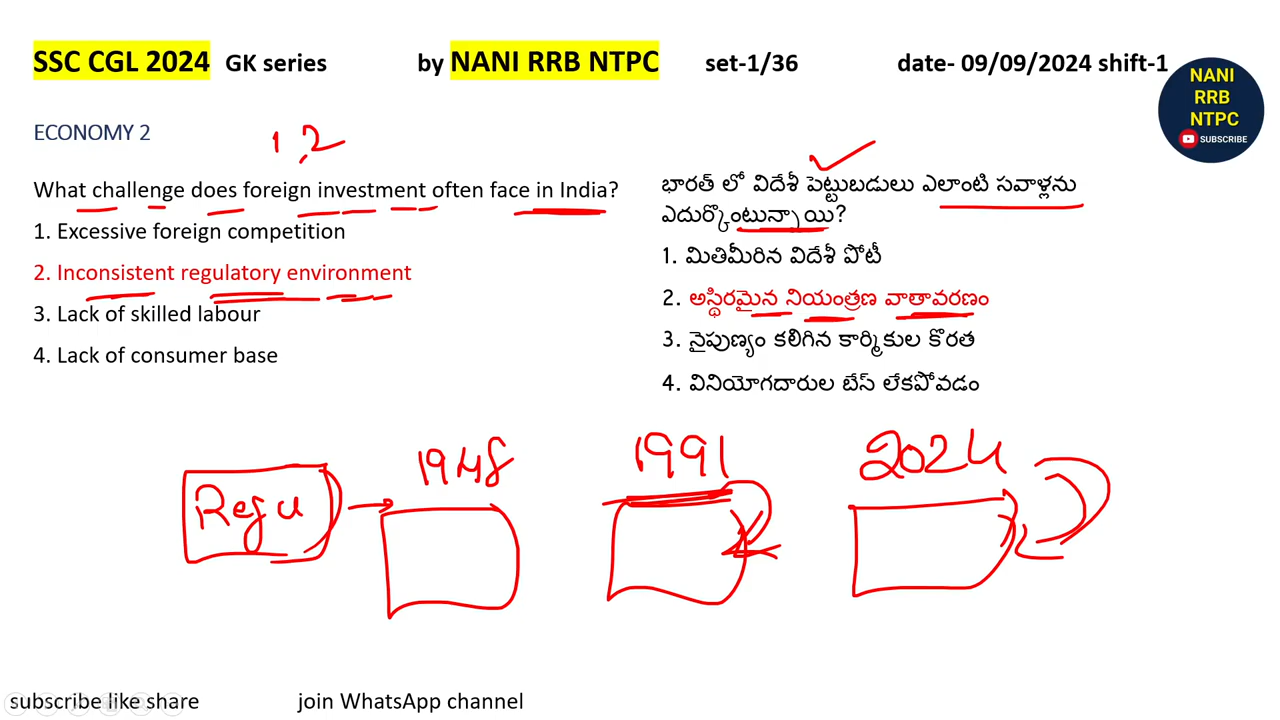 SSC CGL 2024 GK series by NANI RRB NTPC set-1/36 date- 09/09/2024 shift-1
NANI
RRB
NTPC
SUBSCRIBE
ECONOMY 2
1, 2
What challenge does foreign investment often face in India?
1. Excessive foreign competition
2. Inconsistent regulatory environment
3. Lack of skilled labour
4. Lack of consumer base
భారత్ లో విదేశీ పెట్టుబడులు ఎలాంటి సవాళ్లను
ఎదుర్కొంటున్నాయి?
1. మితిమీరిన విదేశీ పోటీ
2. అస్థిరమైన నియంత్రణ వాతావరణం
3. నైపుణ్యం కలిగిన కార్మికుల కొరత
4. వినియోగదారుల బేస్ లేకపోవడం
Regu
1948
1991
2024
subscribe like share
join WhatsApp channel